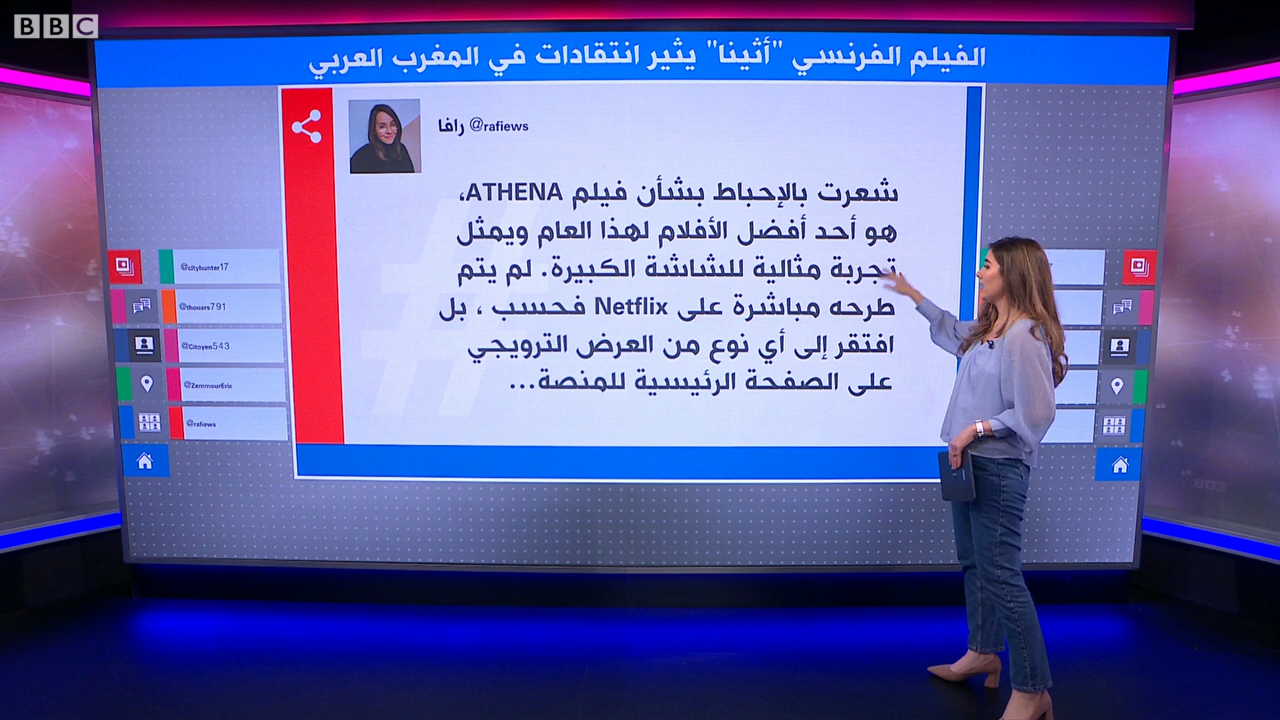 BBC
الفيلم الفرنسي "أثينا" يثير انتقادات في المغرب العربي
رافا @rafiews
شعرت بالإحباط بشأن فيلم ATHENA،
هو أحد أفضل الأفلام لهذا العام ويمثل
تجربة مثالية للشاشة الكبيرة. لم يتم
طرحه مباشرة على Netflix فحسب ، بل
افتقر إلى أي نوع من العرض الترويجي
على الصفحة الرئيسية للمنصة...
@cityhunter17
@thouars791
@Citoyen543
@ZemmourEric
@rafiews